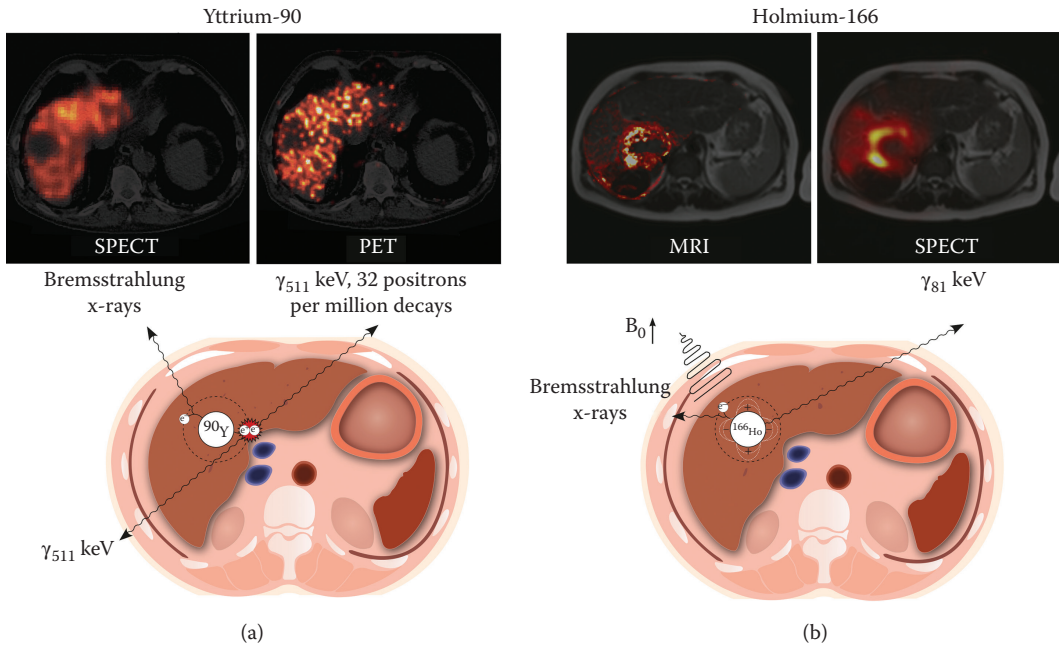 Yttrium-90
SPECT
PET
Bremsstrahlung
x-rays
γ511 keV, 32 positrons
per million decays
e-
90Y
e+ e-
γ511 keV
(a)
Holmium-166
MRI
SPECT
γ81 keV
B0
Bremsstrahlung
x-rays
e-
166Ho
+
+
+
+
(b)